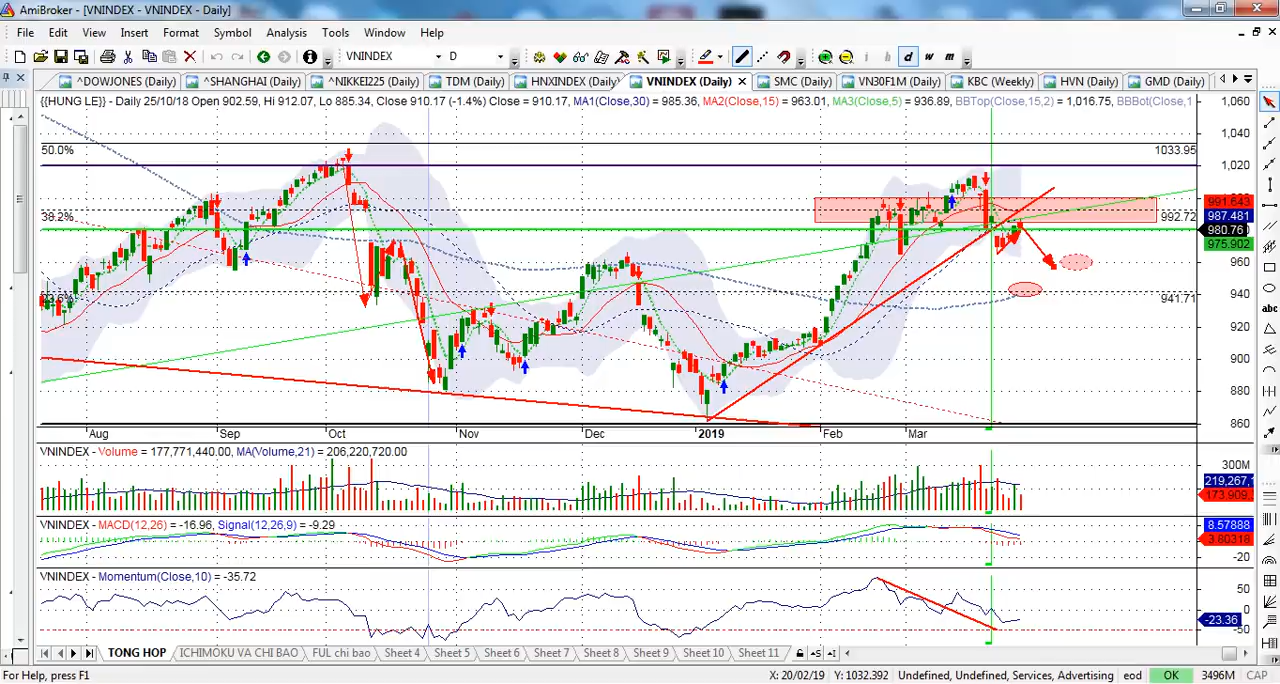 AmiBroker - [VNINDEX - VNINDEX - Daily]
File Edit View Insert Format Symbol Analysis Tools Window Help
VNINDEX D i h d w m
^DOWJONES (Daily) ^SHANGHAI (Daily) ^NIKKEI225 (Daily) TDM (Daily) HNXINDEX (Daily) VNINDEX (Daily) SMC (Daily) VN30F1M (Daily) KBC (Weekly) HVN (Daily) GMD (Daily)
{{HUNG LE}} - Daily 25/10/18 Open 902.59, Hi 912.07, Lo 885.34, Close 910.17 (-1.4%) Close = 910.17, MA1(Close,30) = 985.36, MA2(Close,15) = 963.01, MA3(Close,5) = 936.89, BBTop(Close,15,2) = 1,016.75, BBBot(Close,1
1,060
1,040
50.0% 1033.95
1,020
991.643
38.2% 992.72 987.481
980.76
975.902
960
940
941.71
920
900
880
abc
860
Aug Sep Oct Nov Dec 2019 Feb Mar
VNINDEX - Volume = 177,771,440.00, MA(Volume,21) = 206,220,720.00
300M
219,267,
173,909,
VNINDEX - MACD(12,26) = -16.96, Signal(12,26,9) = -9.29
8.57888
3.80318
-20
VNINDEX - Momentum(Close,10) = -35.72
50
0
-23.36
-50
TONG HOP ICHIMOKU VA CHI BAO FUL chi bao Sheet 4 Sheet 5 Sheet 6 Sheet 7 Sheet 8 Sheet 9 Sheet 10 Sheet 11
For Help, press F1 X: 20/02/19 Y: 1032.392 Undefined, Undefined, Services, Advertising eod OK 3496M CAP